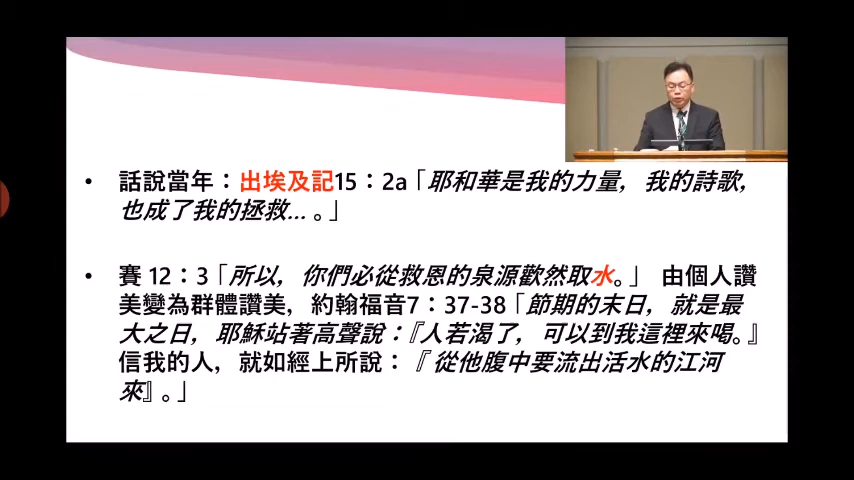 • 話說當年：出埃及記15：2a「耶和華是我的力量，我的詩歌，
也成了我的拯救… 。」
• 賽 12：3「所以，你們必從救恩的泉源歡然取水。」 由個人讚
美變為群體讚美，約翰福音7：37-38「節期的末日，就是最
大之日，耶穌站著高聲說：『人若渴了，可以到我這裡來喝。』
信我的人，就如經上所說：『 從他腹中要流出活水的江河
來』。」